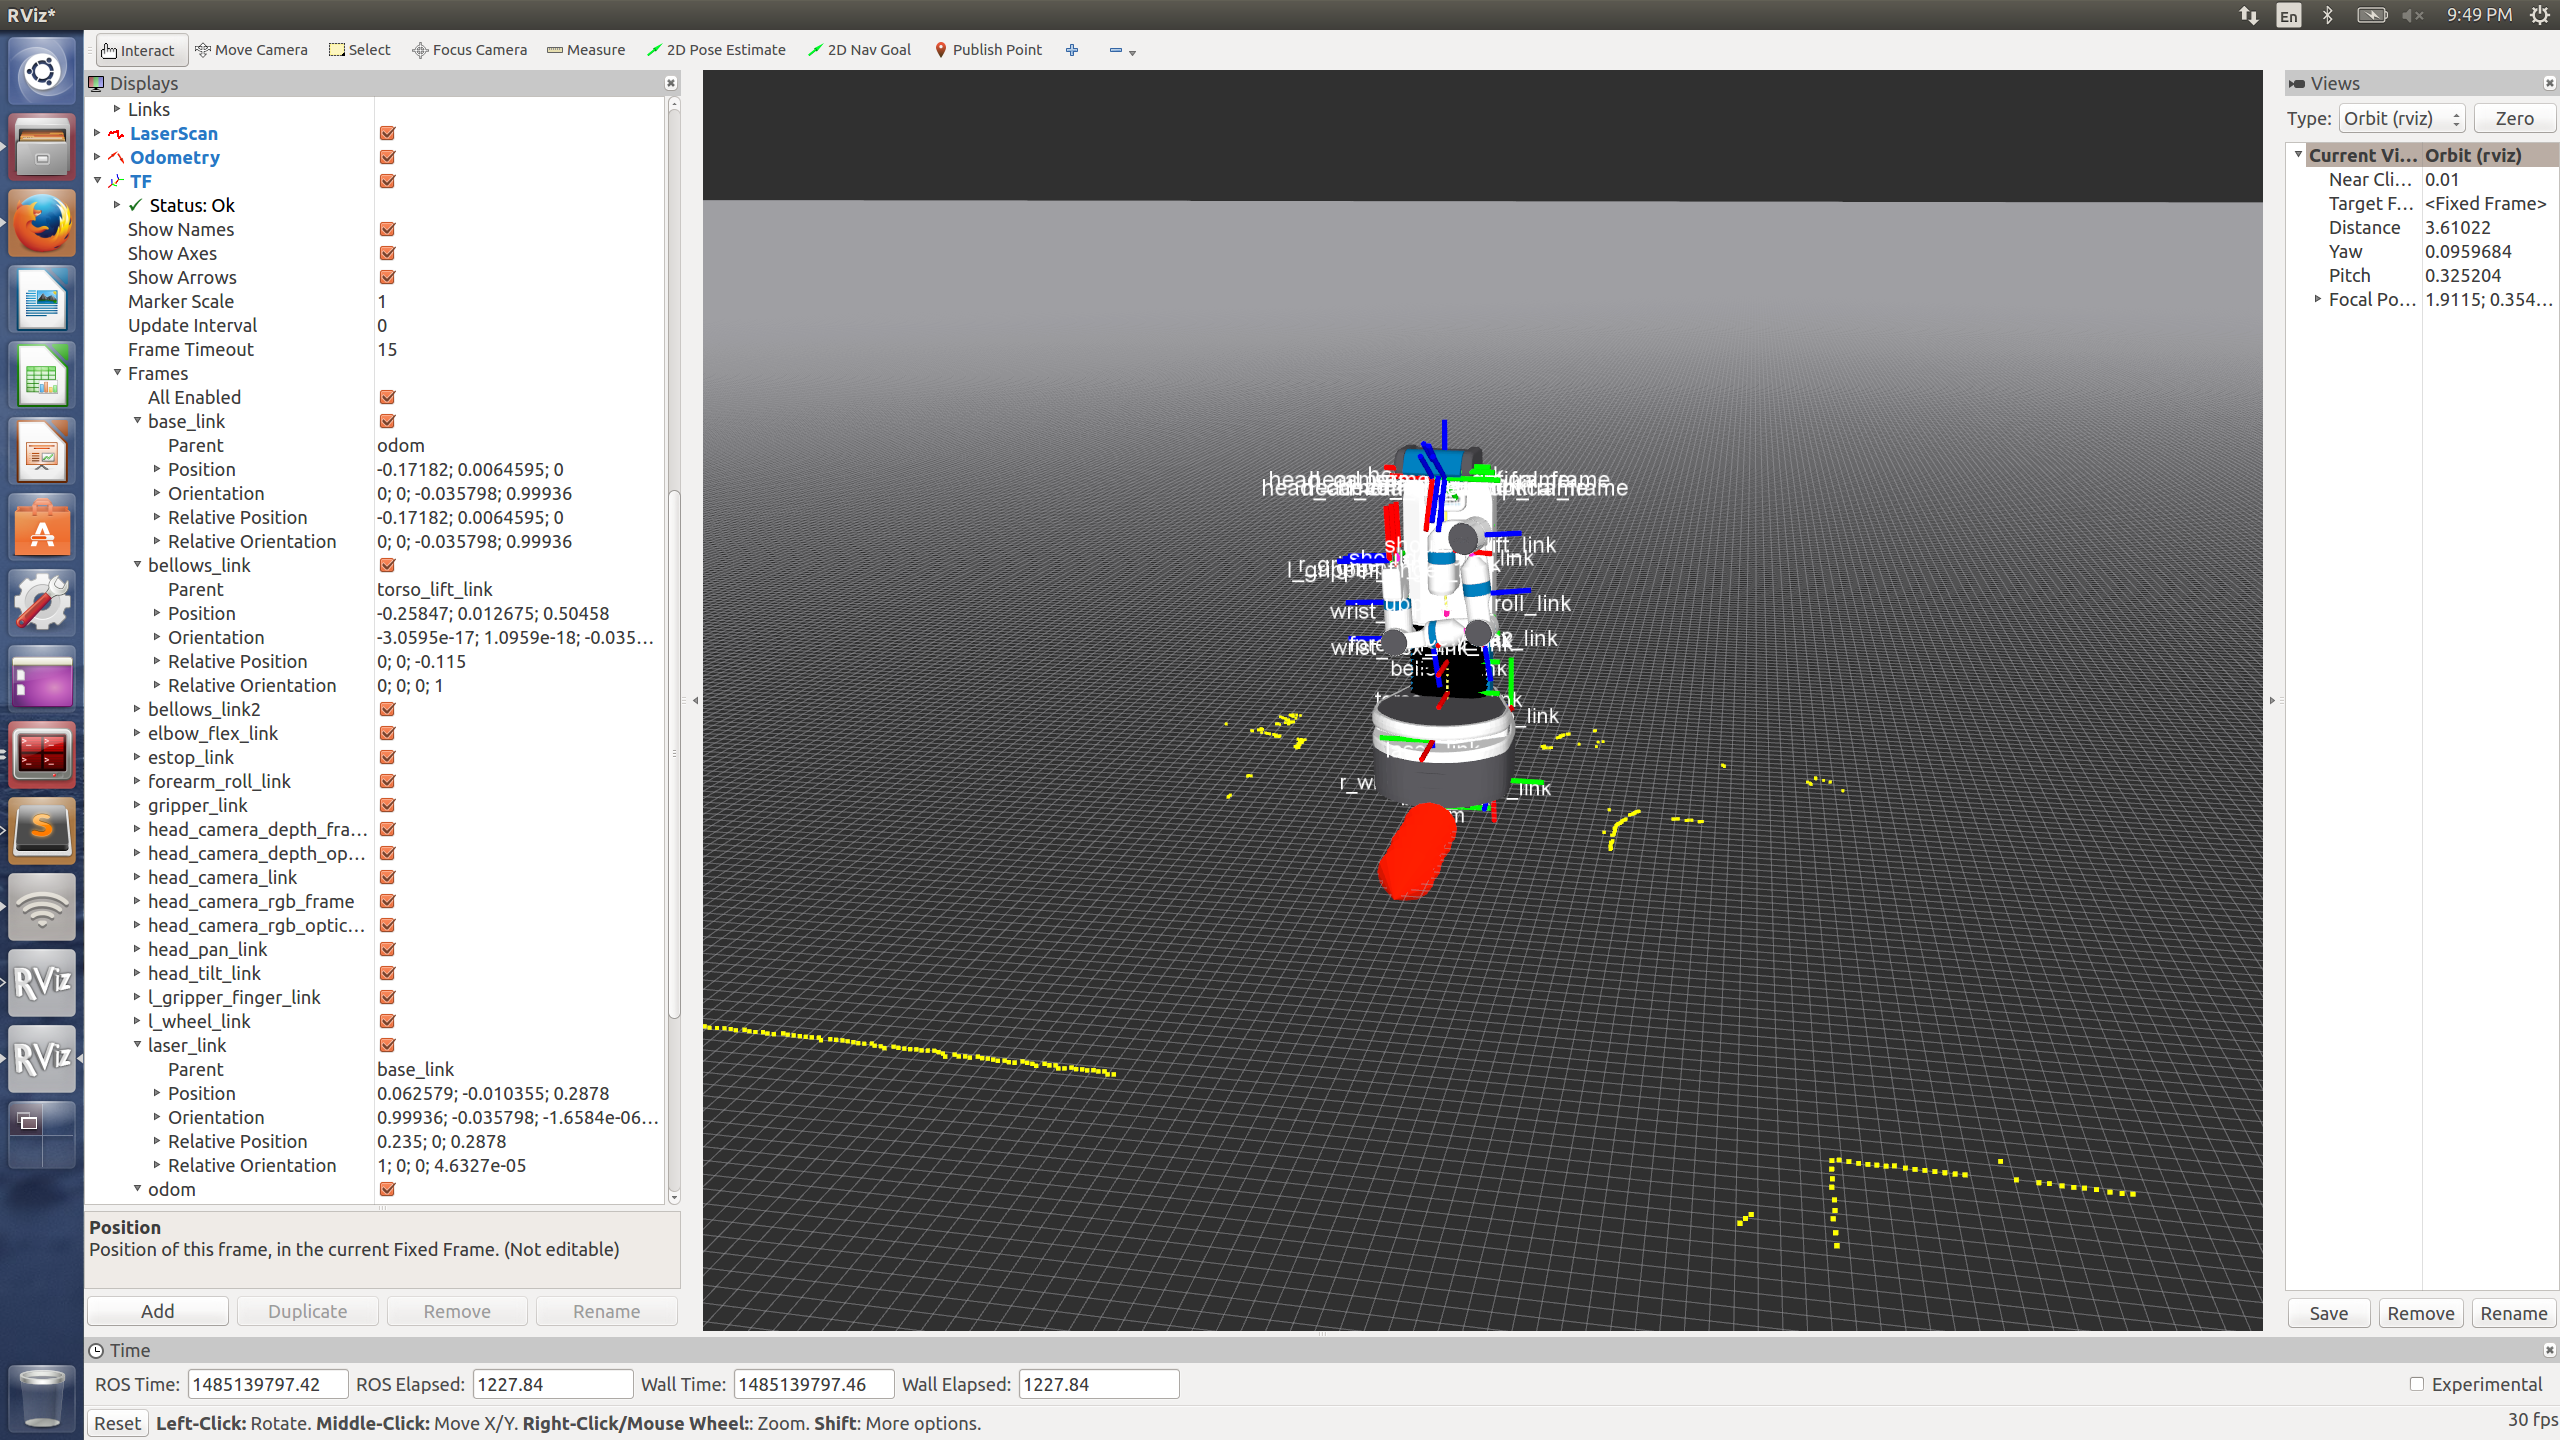 RViz*
En
9:49 PM
Interact Move Camera Select Focus Camera Measure 2D Pose Estimate 2D Nav Goal Publish Point
Displays
Links
LaserScan
Odometry
TF
Status: Ok
Show Names
Show Axes
Show Arrows
Marker Scale 1
Update Interval 0
Frame Timeout 15
Frames
All Enabled
base_link
Parent odom
Position -0.17182; 0.0064595; 0
Orientation 0; 0; -0.035798; 0.99936
Relative Position -0.17182; 0.0064595; 0
Relative Orientation 0; 0; -0.035798; 0.99936
bellows_link
Parent torso_lift_link
Position -0.25847; 0.012675; 0.50458
Orientation -3.0595e-17; 1.0959e-18; -0.035...
Relative Position 0; 0; -0.115
Relative Orientation 0; 0; 0; 1
bellows_link2
elbow_flex_link
estop_link
forearm_roll_link
gripper_link
head_camera_depth_fra...
head_camera_depth_op...
head_camera_link
head_camera_rgb_frame
head_camera_rgb_optic...
head_pan_link
head_tilt_link
l_gripper_finger_link
l_wheel_link
laser_link
Parent base_link
Position 0.062579; -0.010355; 0.2878
Orientation 0.99936; -0.035798; -1.6584e-06...
Relative Position 0.235; 0; 0.2878
Relative Orientation 1; 0; 0; 4.6327e-05
odom
Position
Position of this frame, in the current Fixed Frame. (Not editable)
Add Duplicate Remove Rename
Views
Type: Orbit (rviz) Zero
Current Vi... Orbit (rviz)
Near Cli... 0.01
Target F... <Fixed Frame>
Distance 3.61022
Yaw 0.0959684
Pitch 0.325204
Focal Po... 1.9115; 0.354...
Save Remove Rename
Time
ROS Time: 1485139797.42 ROS Elapsed: 1227.84 Wall Time: 1485139797.46 Wall Elapsed: 1227.84 Experimental
Reset Left-Click: Rotate. Middle-Click: Move X/Y. Right-Click/Mouse Wheel:: Zoom. Shift: More options. 30 fps
RViz
RViz